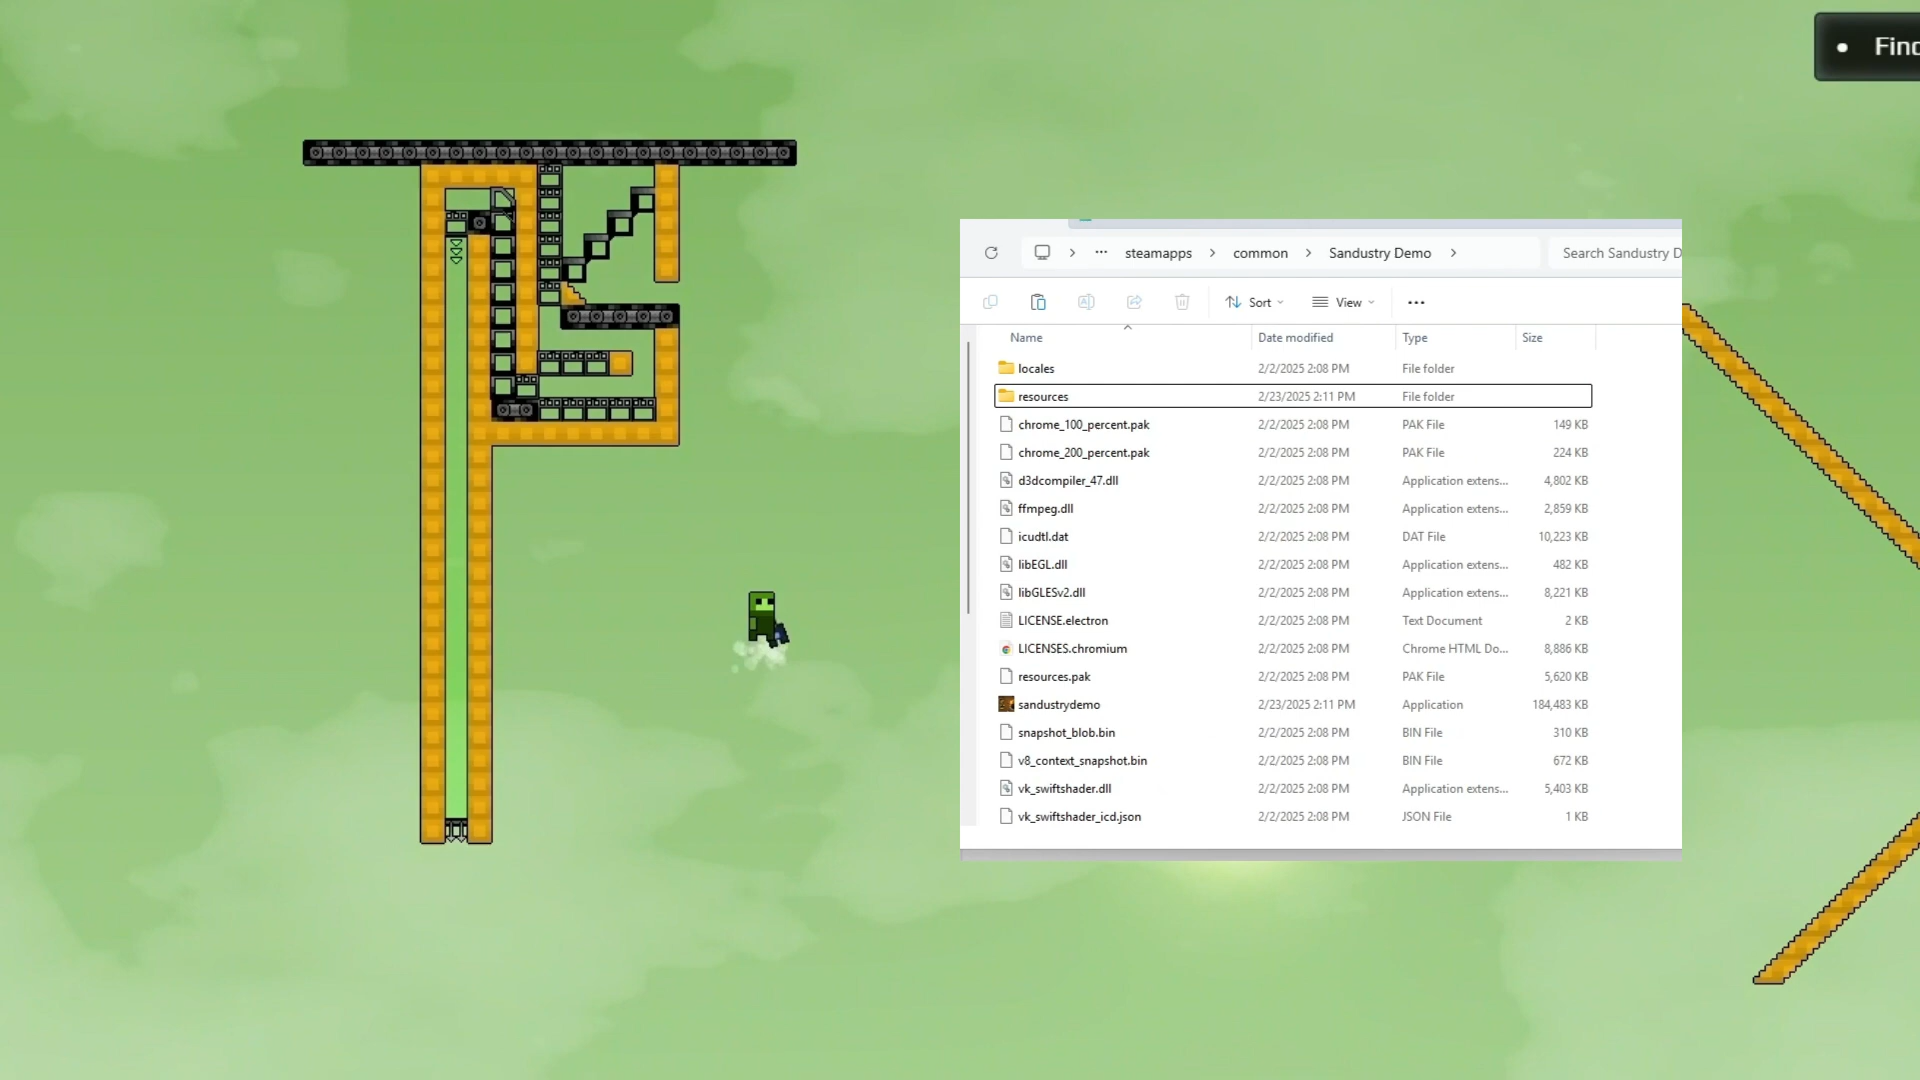 Find
steamapps > common > Sandustry Demo >
Search Sandustry D
Sort
View
Name Date modified Type Size
locales 2/2/2025 2:08 PM File folder
resources 2/23/2025 2:11 PM File folder
chrome_100_percent.pak 2/2/2025 2:08 PM PAK File 149 KB
chrome_200_percent.pak 2/2/2025 2:08 PM PAK File 224 KB
d3dcompiler_47.dll 2/2/2025 2:08 PM Application extens... 4,802 KB
ffmpeg.dll 2/2/2025 2:08 PM Application extens... 2,859 KB
icudtl.dat 2/2/2025 2:08 PM DAT File 10,223 KB
libEGL.dll 2/2/2025 2:08 PM Application extens... 482 KB
libGLESv2.dll 2/2/2025 2:08 PM Application extens... 8,221 KB
LICENSE.electron 2/2/2025 2:08 PM Text Document 2 KB
LICENSES.chromium 2/2/2025 2:08 PM Chrome HTML Do... 8,886 KB
resources.pak 2/2/2025 2:08 PM PAK File 5,620 KB
sandustrydemo 2/23/2025 2:11 PM Application 184,483 KB
snapshot_blob.bin 2/2/2025 2:08 PM BIN File 310 KB
v8_context_snapshot.bin 2/2/2025 2:08 PM BIN File 672 KB
vk_swiftshader.dll 2/2/2025 2:08 PM Application extens... 5,403 KB
vk_swiftshader_icd.json 2/2/2025 2:08 PM JSON File 1 KB